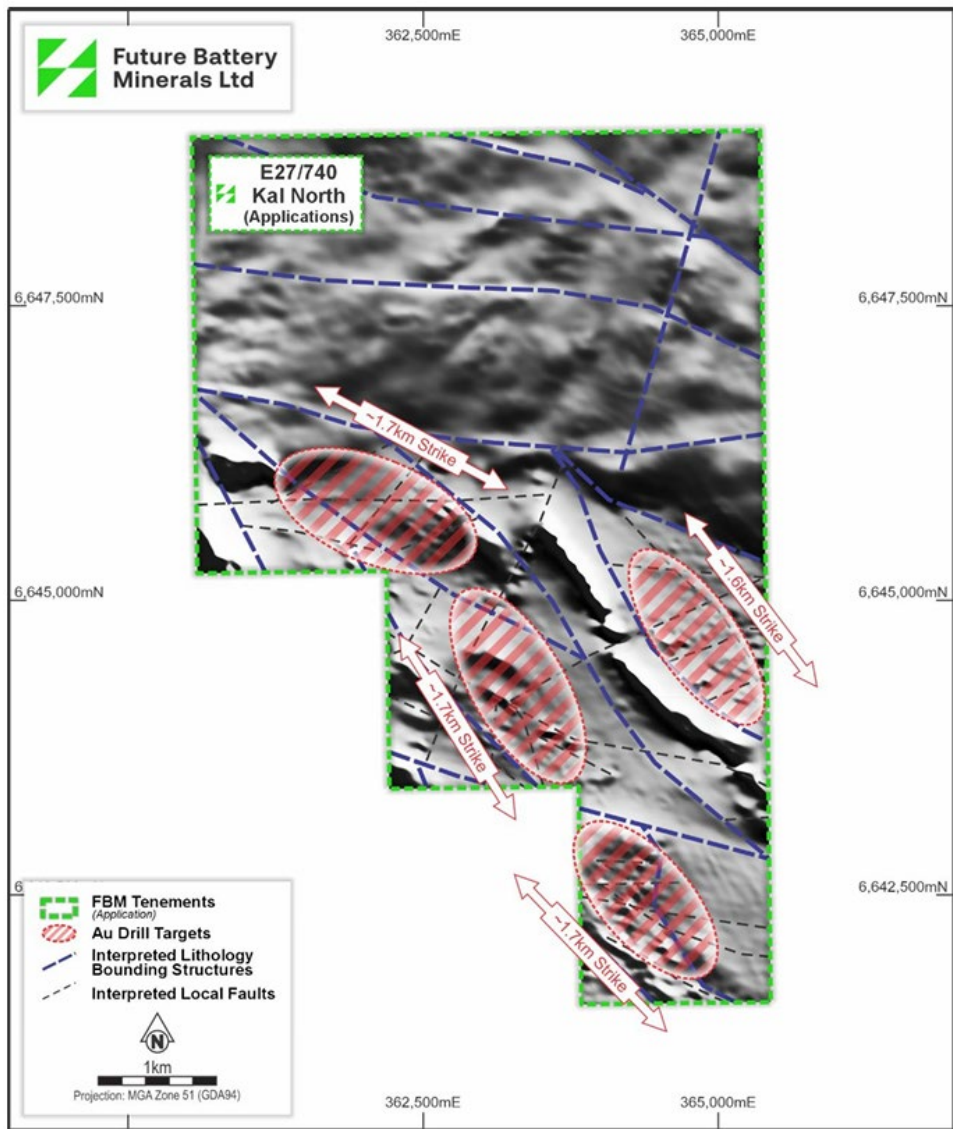 362,500mE
365,000mE
Future Battery
Minerals Ltd
E27/740
Kal North
(Applications)
6,647,500mN
6,647,500mN
~1.7km Strike
6,645,000mN
6,645,000mN
~1.6km Strike
~1.7km Strike
6,642,500mN
~1.7km Strike
FBM Tenements
(Application)
Au Drill Targets
Interpreted Lithology
Bounding Structures
Interpreted Local Faults
N
1km
Projection: MGA Zone 51 (GDA94)
362,500mE
365,000mE